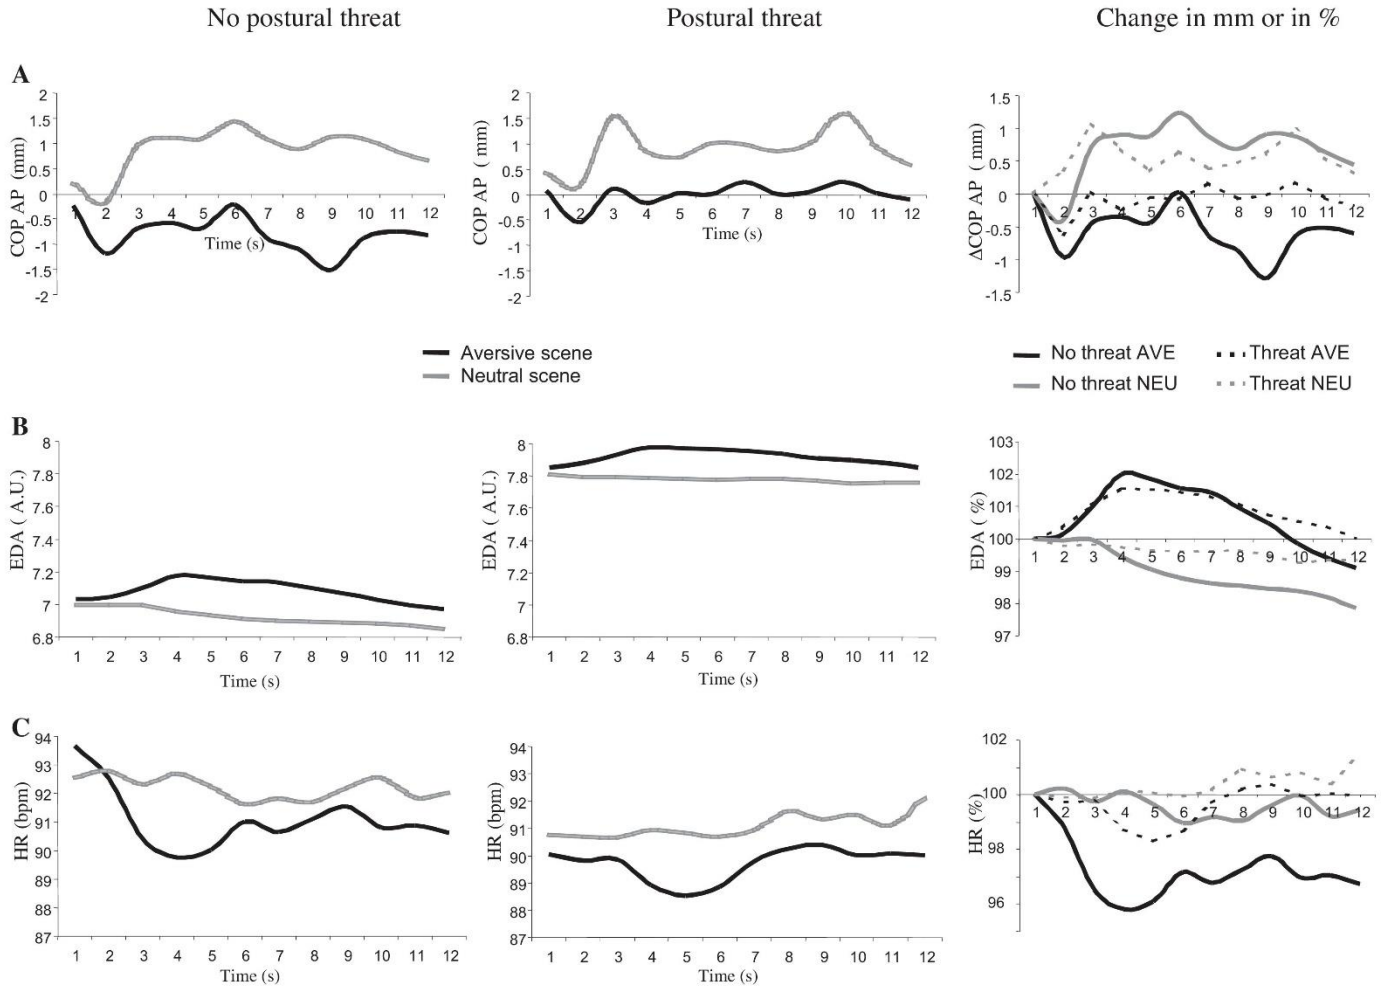 No postural threat
Postural threat
Change in mm or in %
A
COP AP (mm)
2
1.5
1
0.5
0
-0.5
-1
-1.5
-2
1 2 3 4 5 6 7 8 9 10 11 12
Time (s)
COP AP ( mm)
2
1.5
1
0.5
0
-0.5
-1
-1.5
-2
1 2 3 4 5 6 7 8 9 10 11 12
Time (s)
ΔCOP AP ( mm)
1.5
1
0.5
0
-0.5
-1
-1.5
1 2 3 4 5 6 7 8 9 10 11 12
Aversive scene
Neutral scene
No threat AVE
Threat AVE
No threat NEU
Threat NEU
B
EDA ( A.U.)
8
7.8
7.6
7.4
7.2
7
6.8
1 2 3 4 5 6 7 8 9 10 11 12
Time (s)
EDA ( A.U.)
8
7.8
7.6
7.4
7.2
7
6.8
1 2 3 4 5 6 7 8 9 10 11 12
Time (s)
EDA ( %)
103
102
101
100
99
98
97
1 2 3 4 5 6 7 8 9 10 11 12
C
HR (bpm)
94
93
92
91
90
89
88
87
1 2 3 4 5 6 7 8 9 10 11 12
Time (s)
HR (bpm)
94
93
92
91
90
89
88
87
1 2 3 4 5 6 7 8 9 10 11 12
Time (s)
HR (%)
102
100
98
96
1 2 3 4 5 6 7 8 9 10 11 12